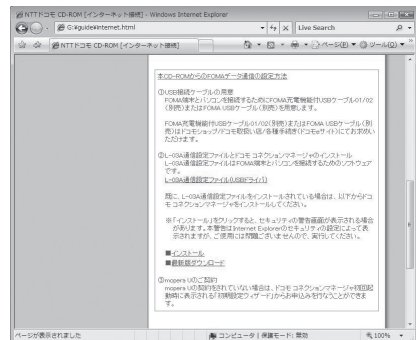 NTTドコモ CD-ROM [インターネット接続] - Windows Internet Explorer
G:¥guide¥internet.html
Live Search
NTTドコモ CD-ROM [インターネット接続]
ページ(P)
ツール(O)
本CD-ROMからのFOMAデータ通信の設定方法
①USB接続ケーブルの用意
FOMA端末とパソコンを接続するためにFOMA充電機能付USBケーブル01/02
(別売)またはFOMA USBケーブル(別売)を用意します。
FOMA充電機能付USBケーブル01/02(別売)またはFOMA USBケーブル(別
売)はドコモショップ/ドコモ取扱い店/各種手続き(ドコモeサイト)にてお求めい
ただけます。
②L-03A通信設定ファイルとドコモ コネクションマネージャのインストール
L-03A通信設定ファイルはFOMA端末とパソコンを接続するためのソフトウェア
です。
L-03A通信設定ファイル(USBドライバ)
既に、L-03A通信設定ファイルをインストールされている場合は、以下からドコ
モ コネクションマネージャをインストールしてください。
※「インストール」をクリックすると、セキュリティの警告画面が表示される場合
があります。本警告はInternet Explorerのセキュリティの設定によって表
示されますが、ご使用には問題ございませんので、実行してください。
■インストール
■最新版ダウンロード
③mopera Uのご契約
mopera Uの契約をされていない場合は、ドコモ コネクションマネージャ初回起
動時に表示される「初期設定ウィザード」からお申込みを行なうことができま
す。
ページが表示されました
コンピュータ | 保護モード: 無効
100%